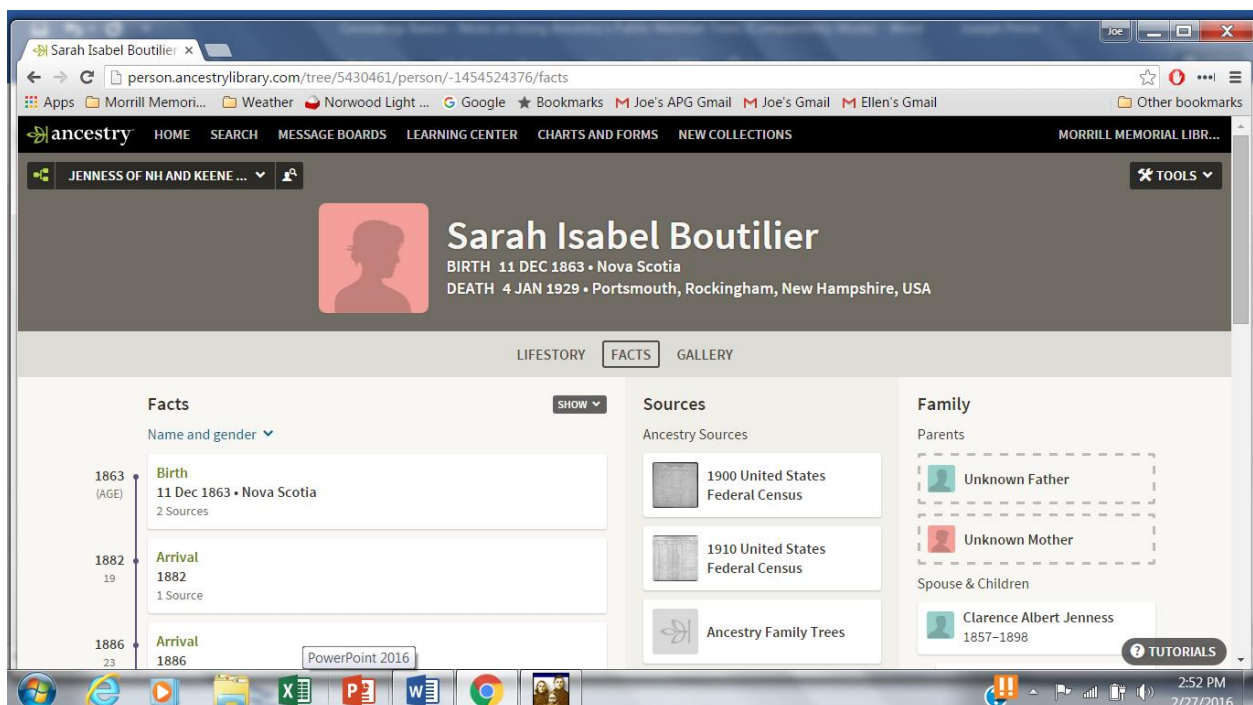 Joe
Sarah Isabel Boutilier
person.ancestrylibrary.com/tree/5430461/person/-1454524376/facts
Apps Morrill Memori... Weather Norwood Light ... Google Bookmarks Joe's APG Gmail Joe's Gmail Ellen's Gmail Other bookmarks
ancestry HOME SEARCH MESSAGE BOARDS LEARNING CENTER CHARTS AND FORMS NEW COLLECTIONS MORRILL MEMORIAL LIBR...
JENNESS OF NH AND KEENE ... TOOLS
Sarah Isabel Boutilier
BIRTH 11 DEC 1863 • Nova Scotia
DEATH 4 JAN 1929 • Portsmouth, Rockingham, New Hampshire, USA
LIFESTORY FACTS GALLERY
Facts SHOW
Name and gender
1863
(AGE)
Birth
11 Dec 1863 • Nova Scotia
2 Sources
1882
19
Arrival
1882
1 Source
1886
23
Arrival
1886
Sources
Ancestry Sources
1900 United States
Federal Census
1910 United States
Federal Census
Ancestry Family Trees
Family
Parents
Unknown Father
Unknown Mother
Spouse & Children
Clarence Albert Jenness
1857–1898
TUTORIALS
PowerPoint 2016
2:52 PM
2/27/2016